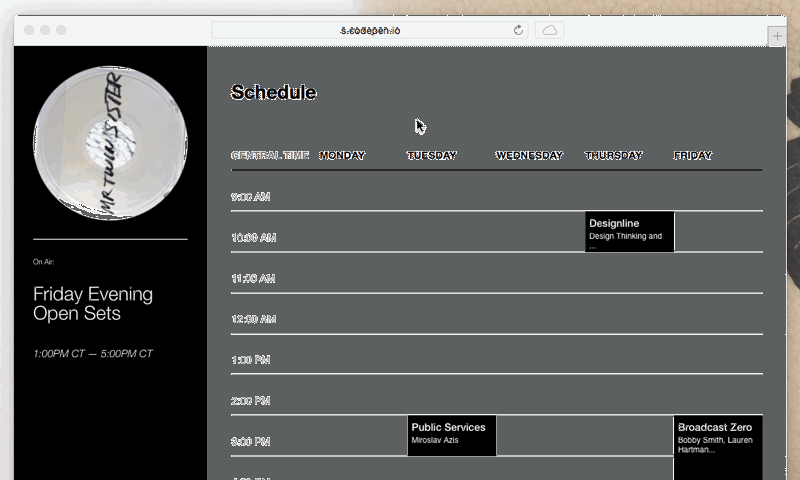 s.codepen.io
MR TWIN SISTER
On Air:
Friday Evening
Open Sets
1:00PM CT — 5:00PM CT
Schedule
CENTRAL TIME MONDAY TUESDAY WEDNESDAY THURSDAY FRIDAY
9:00 AM
10:00 AM
Designline
Design Thinking and
...
11:00 AM
12:00 AM
1:00 PM
2:00 PM
3:00 PM
Public Services
Miroslav Azis
Broadcast Zero
Bobby Smith, Lauren
Hartman...